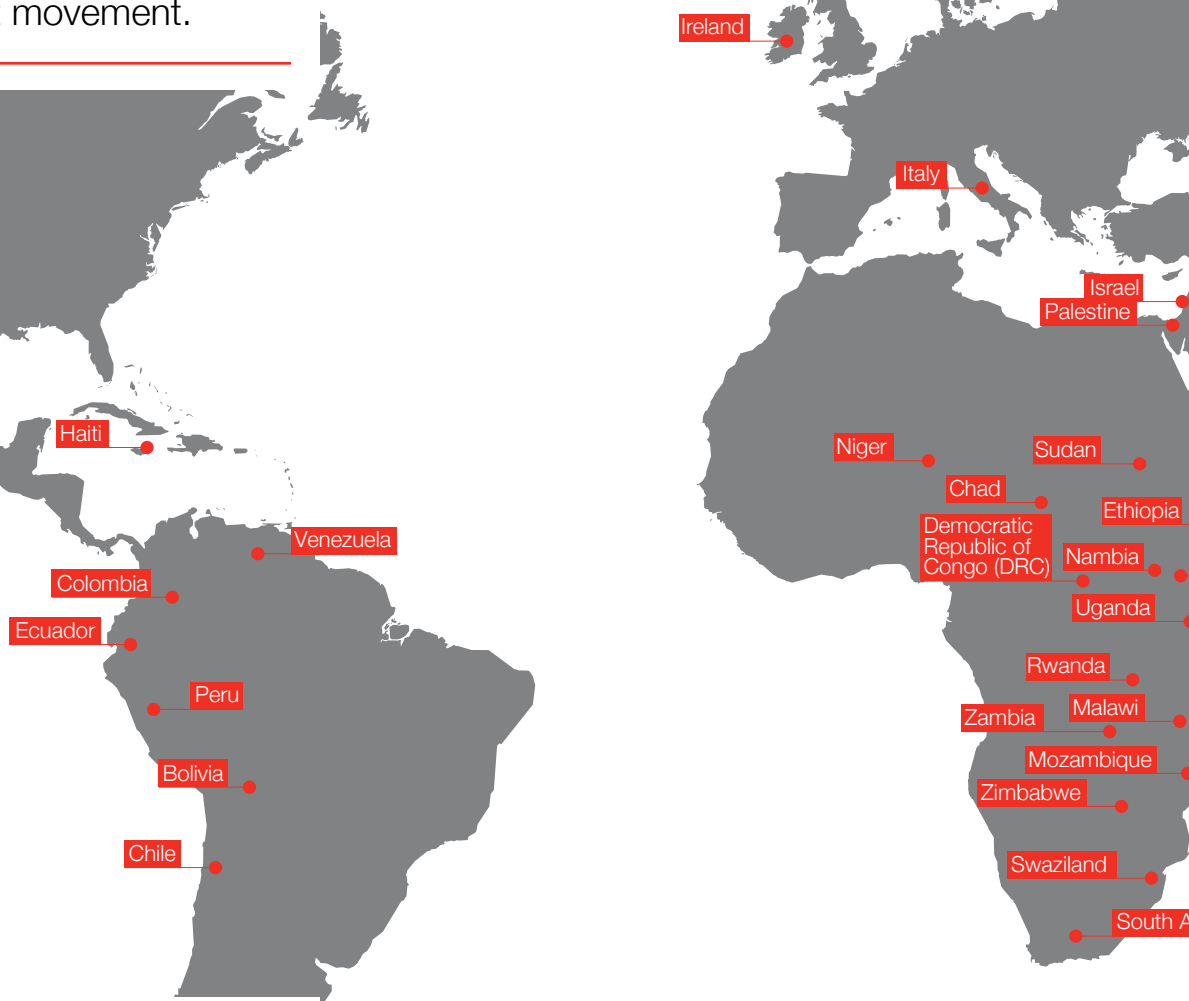 movement.
Ireland
Italy
Israel
Palestine
Haiti
Niger
Sudan
Chad
Ethiopia
Democratic
Republic of
Congo (DRC)
Nambia
Venezuela
Colombia
Uganda
Ecuador
Rwanda
Peru
Malawi
Zambia
Mozambique
Bolivia
Zimbabwe
Chile
Swaziland
South A